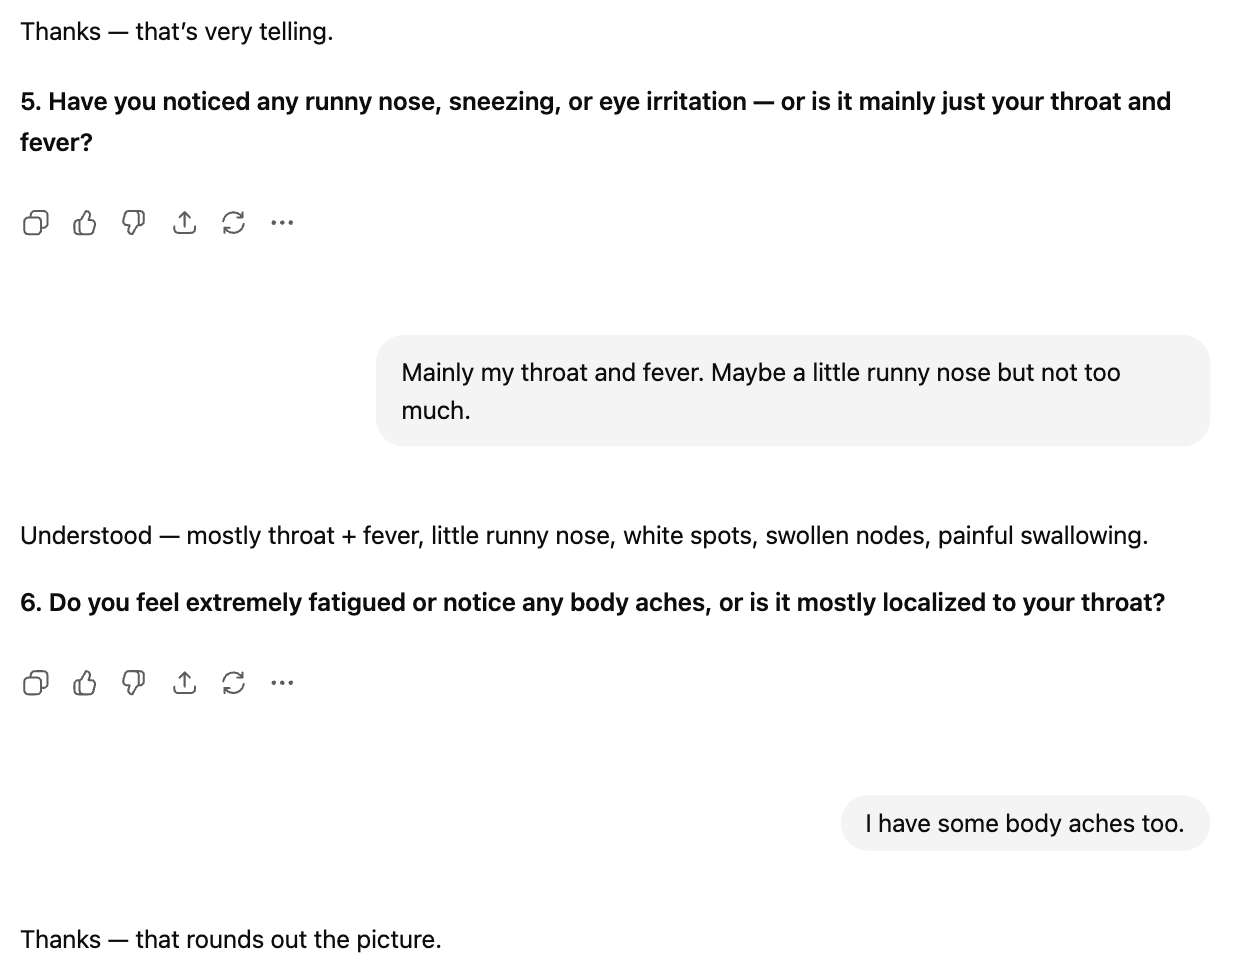 Thanks — that’s very telling.
5. Have you noticed any runny nose, sneezing, or eye irritation — or is it mainly just your throat and
fever?
Mainly my throat and fever. Maybe a little runny nose but not too
much.
Understood — mostly throat + fever, little runny nose, white spots, swollen nodes, painful swallowing.
6. Do you feel extremely fatigued or notice any body aches, or is it mostly localized to your throat?
I have some body aches too.
Thanks — that rounds out the picture.